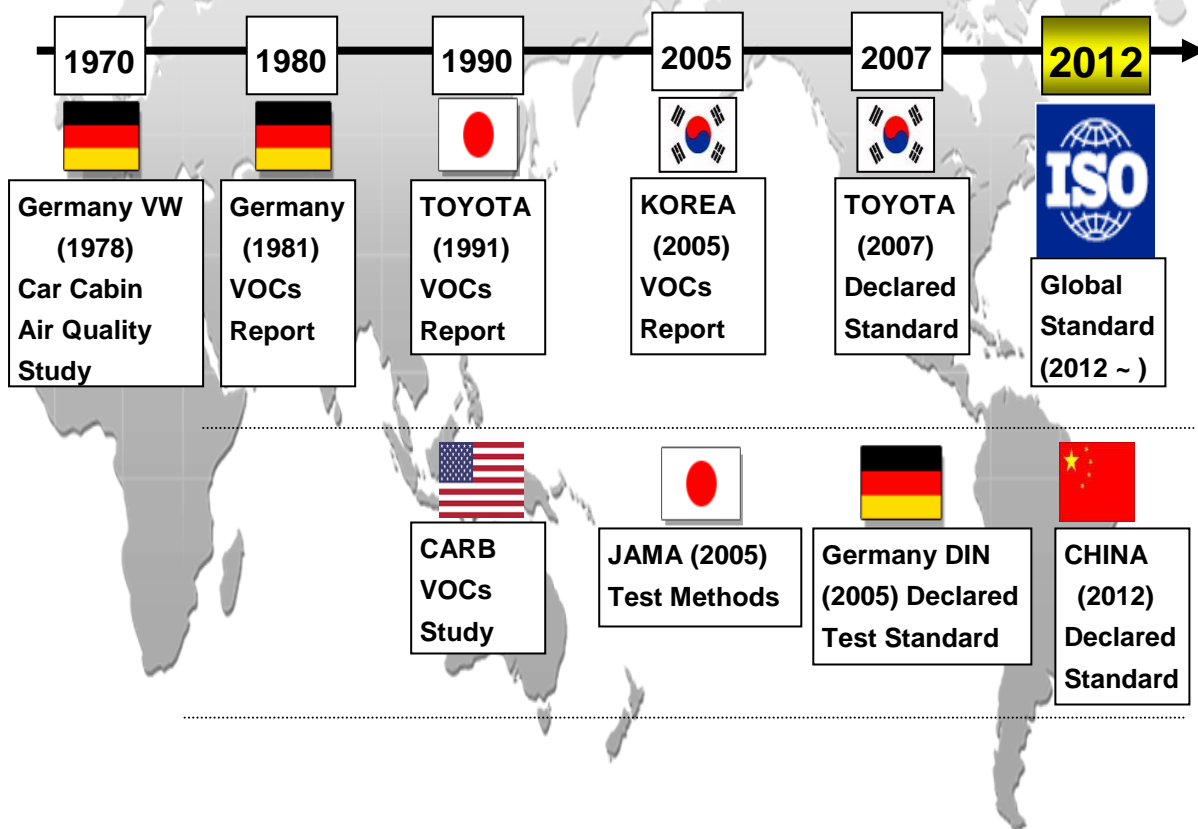 1970
1980
1990
2005
2007
2012
ISO
Germany VW
(1978)
Car Cabin
Air Quality
Study
Germany
(1981)
VOCs
Report
TOYOTA
(1991)
VOCs
Report
KOREA
(2005)
VOCs
Report
TOYOTA
(2007)
Declared
Standard
Global
Standard
(2012 ~ )
CARB
VOCs
Study
JAMA (2005)
Test Methods
Germany DIN
(2005) Declared
Test Standard
CHINA
(2012)
Declared
Standard